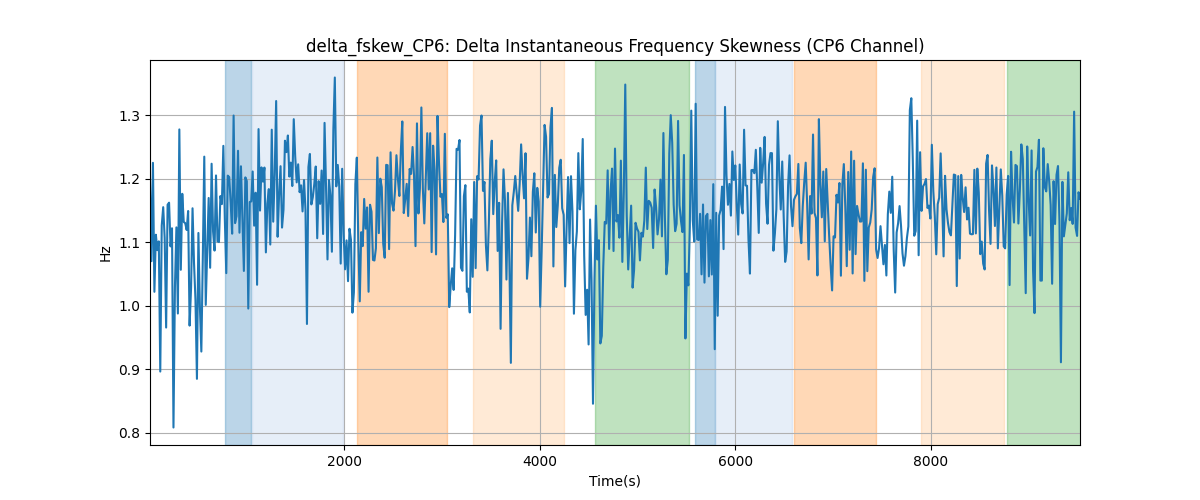 delta_fskew_CP6: Delta Instantaneous Frequency Skewness (CP6 Channel)
1.3
1.2
1.1
1.0
0.9
0.8
Hz
2000 4000 6000 8000
Time(s)